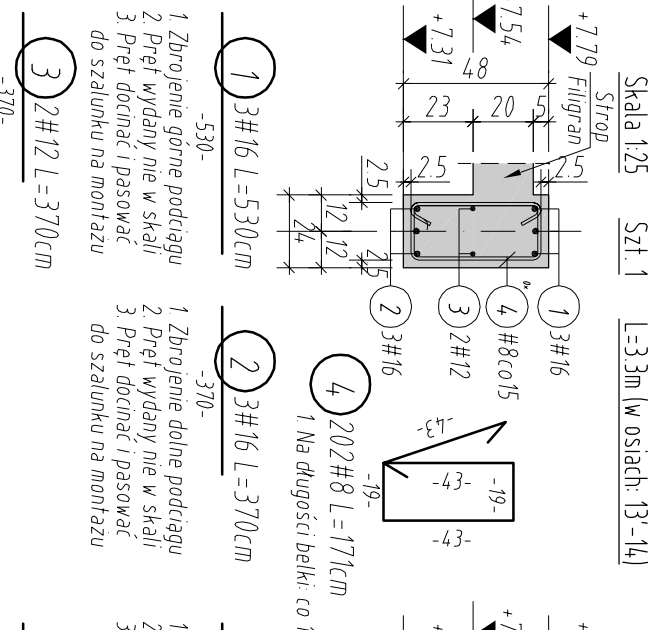 Skala 1:25 Szt. 1 L=3.3m (w osiach: 13'-14)
+7.79
+7.54
+7.31
Strop
Filigran
48
23 20 5
2.5 2.5
2.5
12
24
12
2.5
1 3#16
4 #8co15
3 2#12
2 3#16
-43-
-19-
-43-
-19-
-43-
4 202#8 L=171cm
1. Na długości belki: co
1 3#16 L=530cm
-530-
1. Zbrojenie górne podciągu
2. Pręt wydany nie w skali
3. Pręt docinać i pasować
do szalunku na montażu
2 3#16 L=370cm
-370-
1. Zbrojenie dolne podciągu
2. Pręt wydany nie w skali
3. Pręt docinać i pasować
do szalunku na montażu
3 2#12 L=370cm
-370-